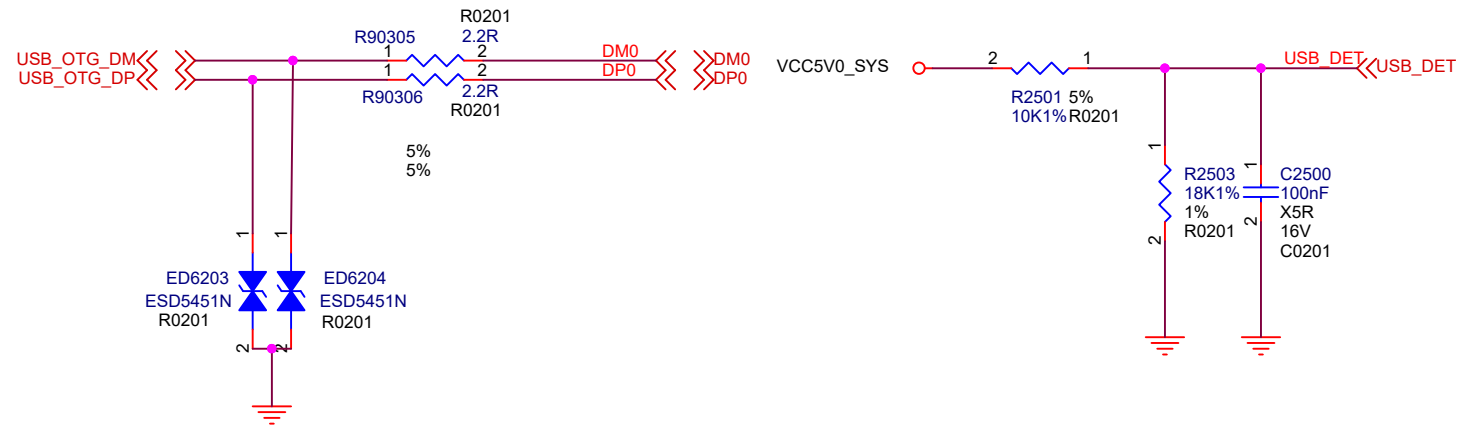 R0201
R90305
2.2R
USB_OTG_DM
1
2
DM0
DM0
USB_OTG_DP
1
2
DP0
DP0
R90306
2.2R
R0201
5%
5%
1
1
ED6203
ESD5451N
R0201
ED6204
ESD5451N
R0201
2
2
VCC5V0_SYS
2
1
USB_DET
USB_DET
R2501 5%
10K1% R0201
1
R2503
18K1%
1%
R0201
2
1
C2500
100nF
X5R
16V
C0201
2